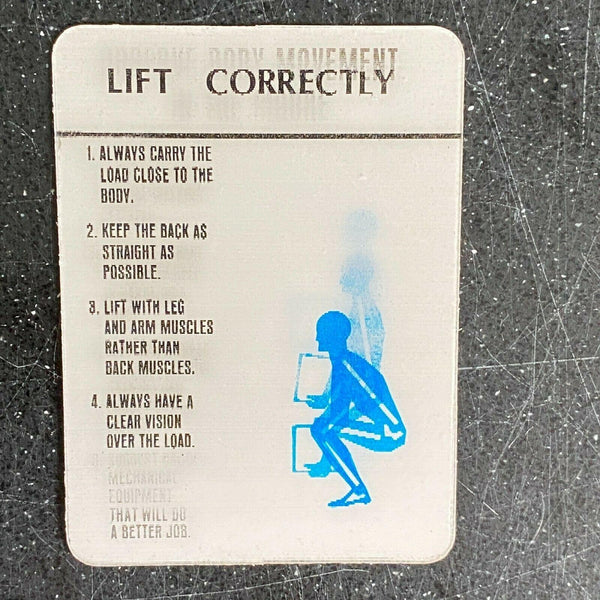 BODY MOVEMENT
LIFT CORRECTLY
1. ALWAYS CARRY THE
LOAD CLOSE TO THE
BODY.
2. KEEP THE BACK AS
STRAIGHT AS
POSSIBLE.
3. LIFT WITH LEG
AND ARM MUSCLES
RATHER THAN
BACK MUSCLES.
4. ALWAYS HAVE A
CLEAR VISION
OVER THE LOAD.
MECHANICAL
EQUIPMENT
THAT WILL DO
A BETTER JOB.